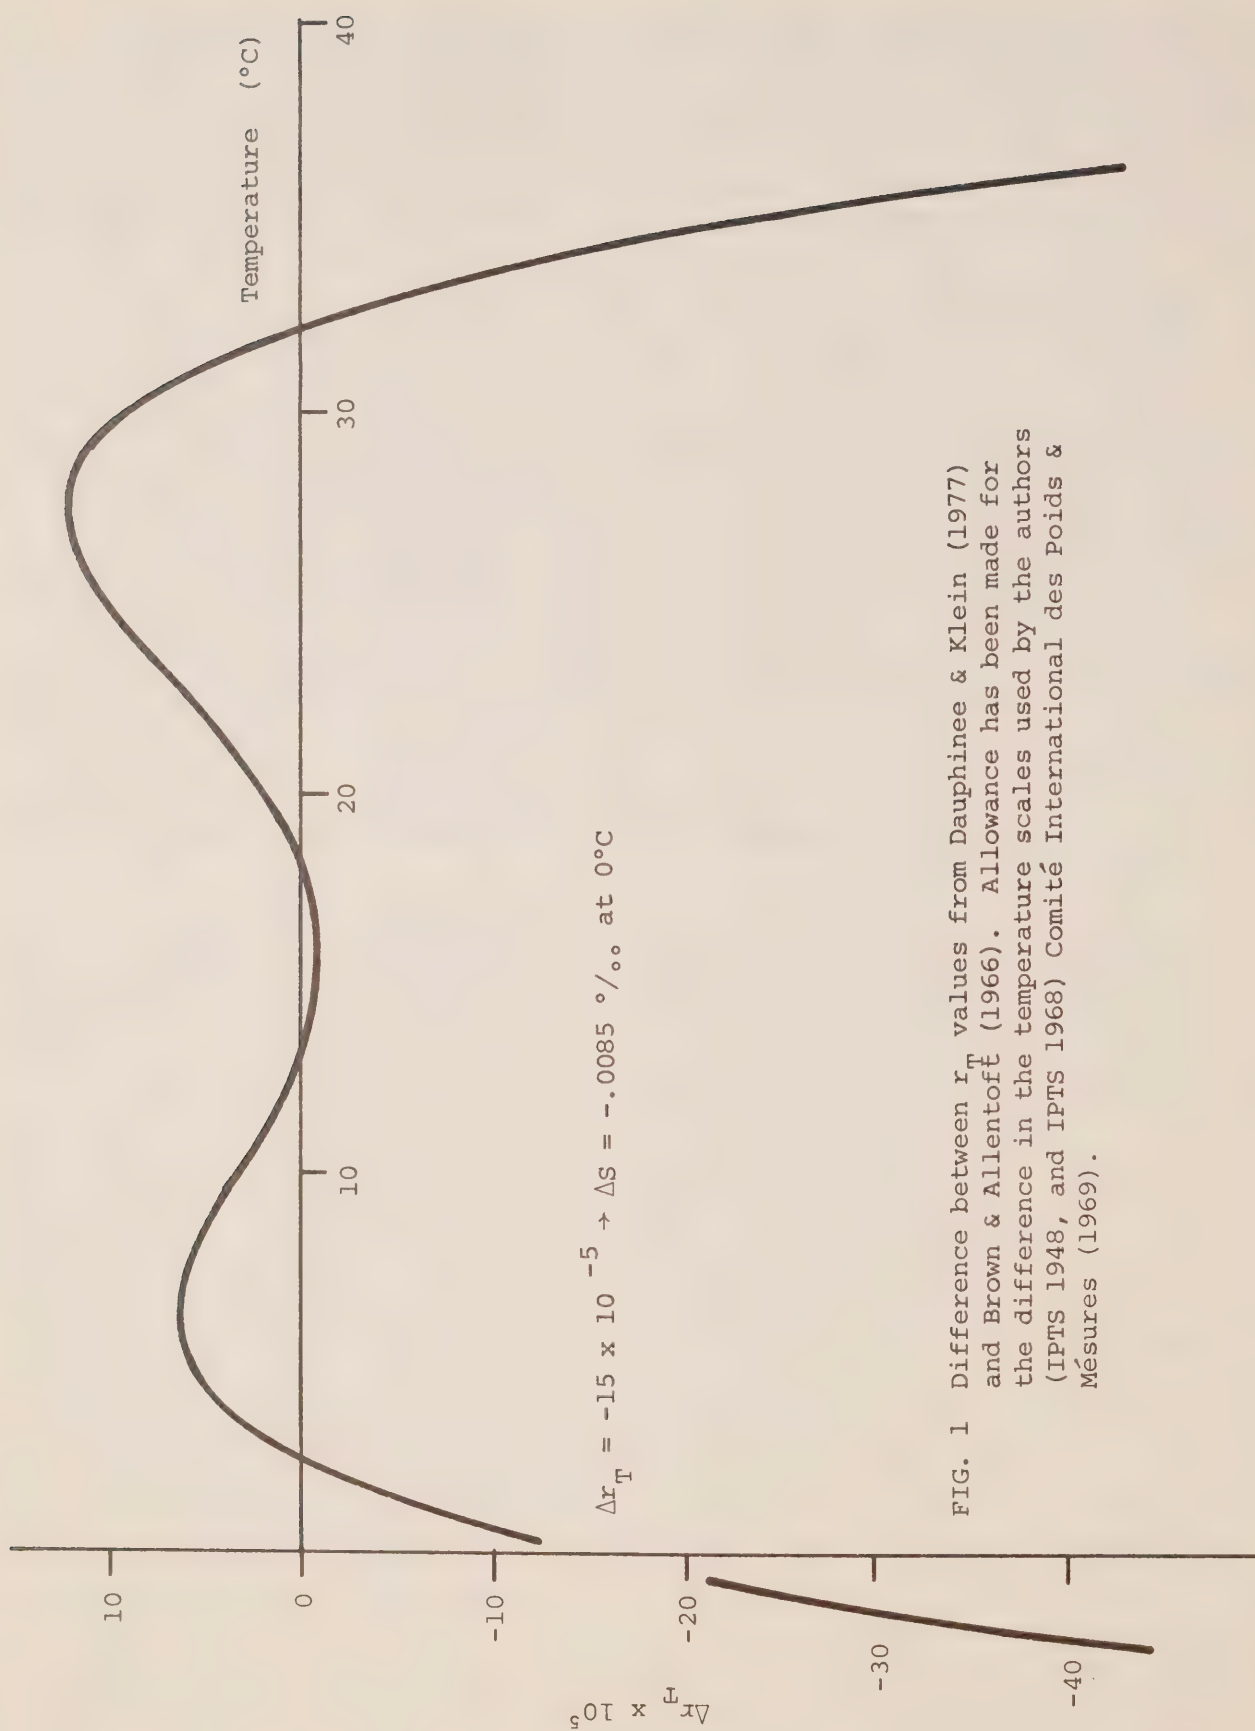 Temperature (°C)
10
0
-10
-20
-30
-40
10
20
30
40
Δr_T x 10⁵
Δr_T = -15 x 10⁻⁵ → Δs = -.0085 °/oo at 0°C
FIG. 1 Difference between r_T values from Dauphinee & Klein (1977)
and Brown & Allentoft (1966). Allowance has been made for
the difference in the temperature scales used by the authors
(IPTS 1948, and IPTS 1968) Comité International des Poids &
Mésures (1969).